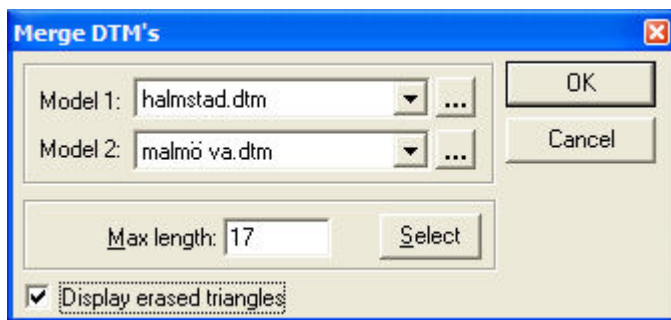 Merge DTM's
Model 1: halmstad.dtm ...
Model 2: malmö va.dtm ...
Max length: 17 Select
Display erased triangles
OK
Cancel